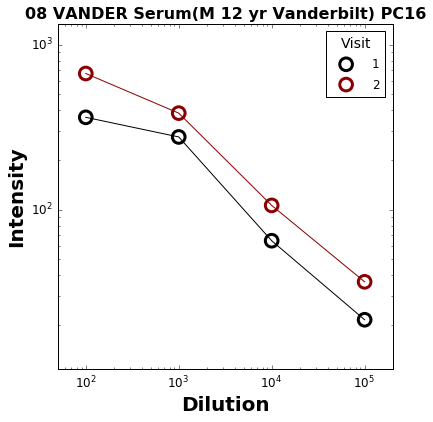 08 VANDER Serum(M 12 yr Vanderbilt) PC16
Visit
1
2
Intensity
10³
10²
10² 10³ 10⁴ 10⁵
Dilution